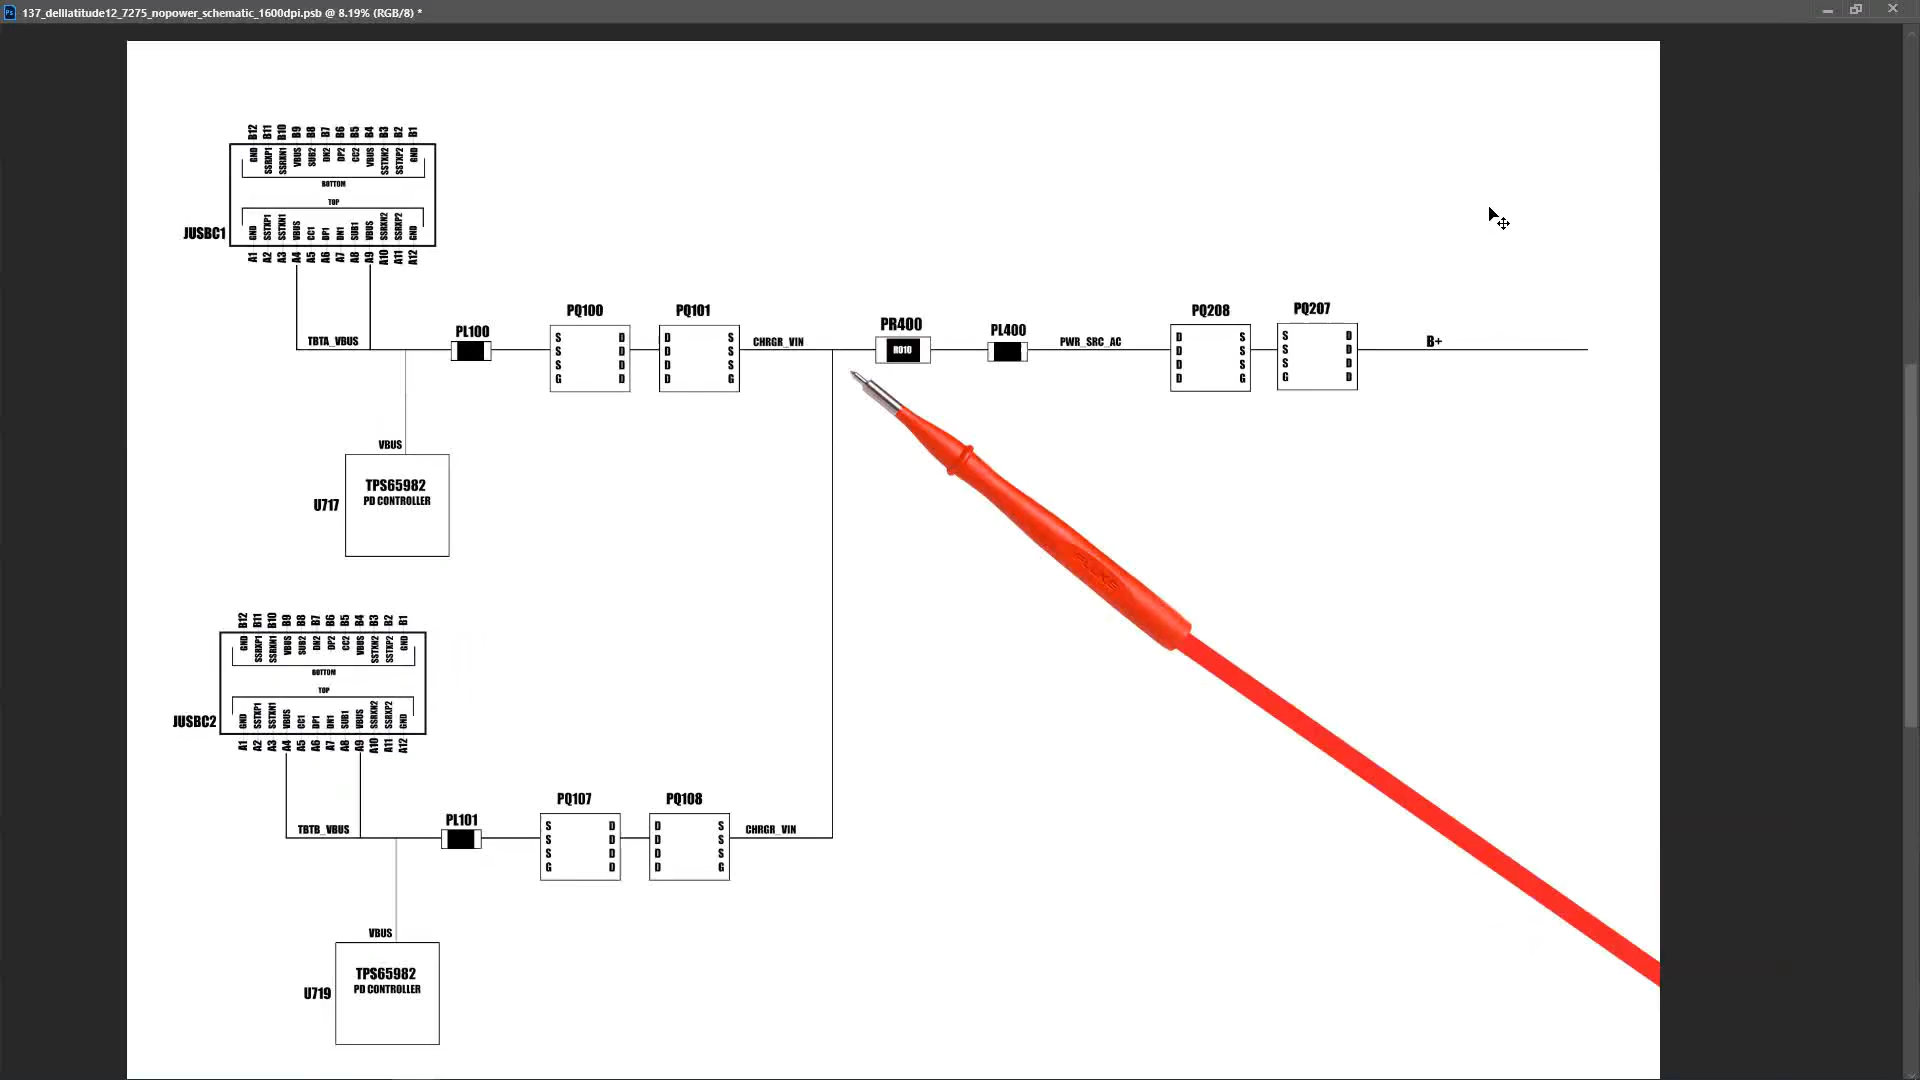 137_delllatitude12_7275_nopower_schematic_1600dpi.psb @ 8.19% (RGB/8) *
B12 B11 B10 B9 B8 B7 B6 B5 B4 B3 B2 B1
GND SSRXP1 SSRXN1 VBUS SUB2 DN2 DP2 CC2 VBUS SSTXN2 SSTXP2 GND
BOTTOM
TOP
GND SSTXP1 SSTXN1 VBUS CC1 DP1 DN1 SUB1 VBUS SSRXN2 SSRXP2 GND
JUSBC1
A1 A2 A3 A4 A5 A6 A7 A8 A9 A10 A11 A12
PQ100 PQ101 PQ208 PQ207
PL100 PR400 PL400
TBTA_VBUS CHRGR_VIN PWR_SRC_AC B+
R010
S D D S D S S D
S D D S D S S D
S D D S D S S D
G D D G D G G D
VBUS
TPS65982
PD CONTROLLER
U717
FLUKE
B12 B11 B10 B9 B8 B7 B6 B5 B4 B3 B2 B1
GND SSRXP1 SSRXN1 VBUS SUB2 DN2 DP2 CC2 VBUS SSTXN2 SSTXP2 GND
BOTTOM
TOP
GND SSTXP1 SSTXN1 VBUS CC1 DP1 DN1 SUB1 VBUS SSRXN2 SSRXP2 GND
JUSBC2
A1 A2 A3 A4 A5 A6 A7 A8 A9 A10 A11 A12
PQ107 PQ108
PL101
TBTB_VBUS CHRGR_VIN
S D D S
S D D S
S D D S
G D D G
VBUS
TPS65982
PD CONTROLLER
U719